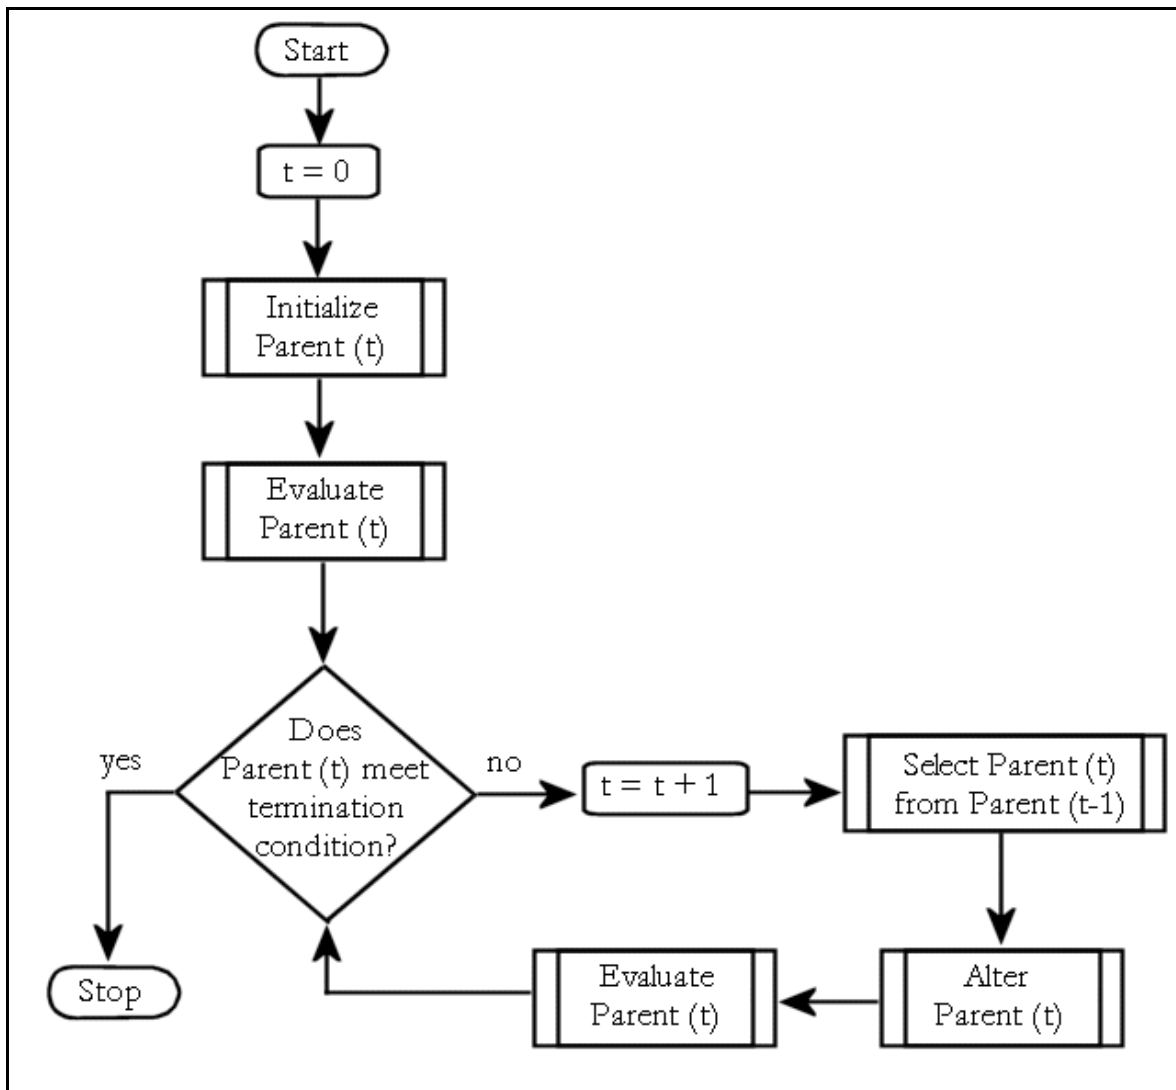 Start
t = 0
Initialize
Parent (t)
Evaluate
Parent (t)
Does
Parent (t) meet
termination
condition?
yes
no
t = t + 1
Select Parent (t)
from Parent (t-1)
Alter
Parent (t)
Evaluate
Parent (t)
Stop